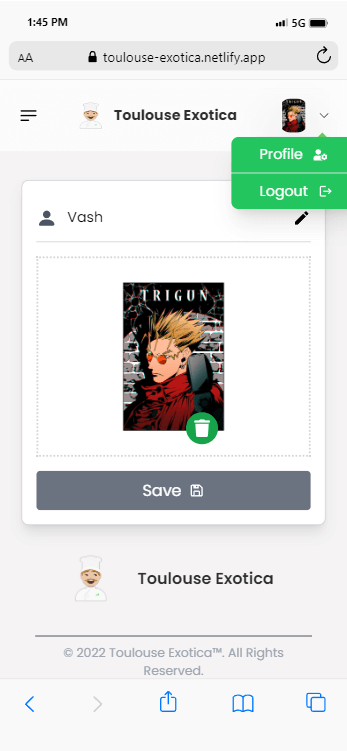 1:45 PM
5G
AA
toulouse-exotica.netlify.app
Toulouse Exotica
TRIGUN
Profile
Logout
Vash
TRIGUN
Save
Toulouse Exotica
© 2022 Toulouse Exotica™. All Rights
Reserved.